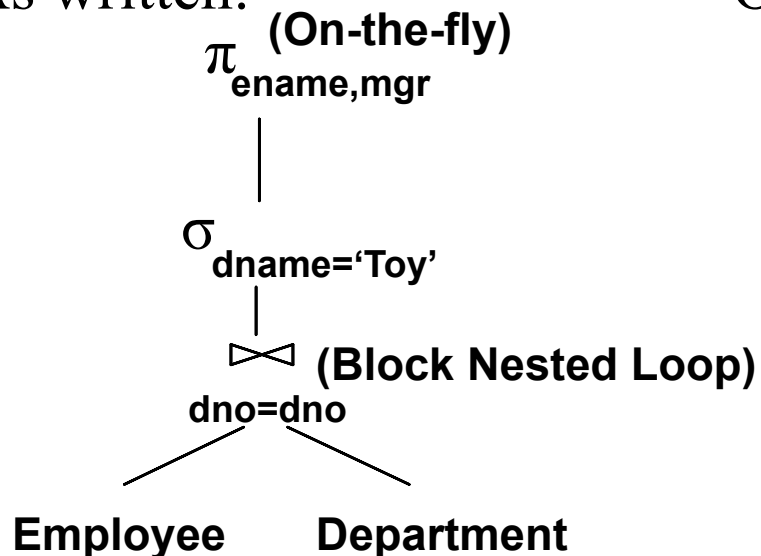 As written:
(On-the-fly)
π ename,mgr
σ dname=‘Toy’
⋈ (Block Nested Loop)
dno=dno
Employee Department